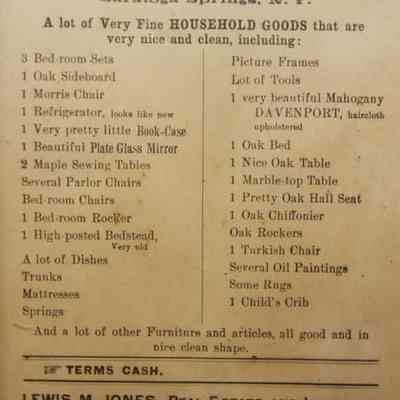 Saratoga Springs, N. Y.
A lot of Very Fine HOUSEHOLD GOODS that are
very nice and clean, including:
3 Bed-room Sets
1 Oak Sideboard
1 Morris Chair
1 Refrigerator, looks like new
1 Very pretty little Book-Case
1 Beautiful Plate Glass Mirror
2 Maple Sewing Tables
Several Parlor Chairs
Bed-room Chairs
1 Bed-room Rocker
1 High-posted Bedstead,
Very old
A lot of Dishes
Trunks
Mattresses
Springs
Picture Frames
Lot of Tools
1 very beautiful Mahogany
DAVENPORT, haircloth
upholstered
1 Oak Bed
1 Nice Oak Table
1 Marble-top Table
1 Pretty Oak Hall Seat
1 Oak Chiffonier
Oak Rockers
1 Turkish Chair
Several Oil Paintings
Some Rugs
1 Child's Crib
And a lot of other Furniture and articles, all good and in
nice clean shape.
☞ TERMS CASH.
LEWIS M. JONES, REAL ESTATE AND